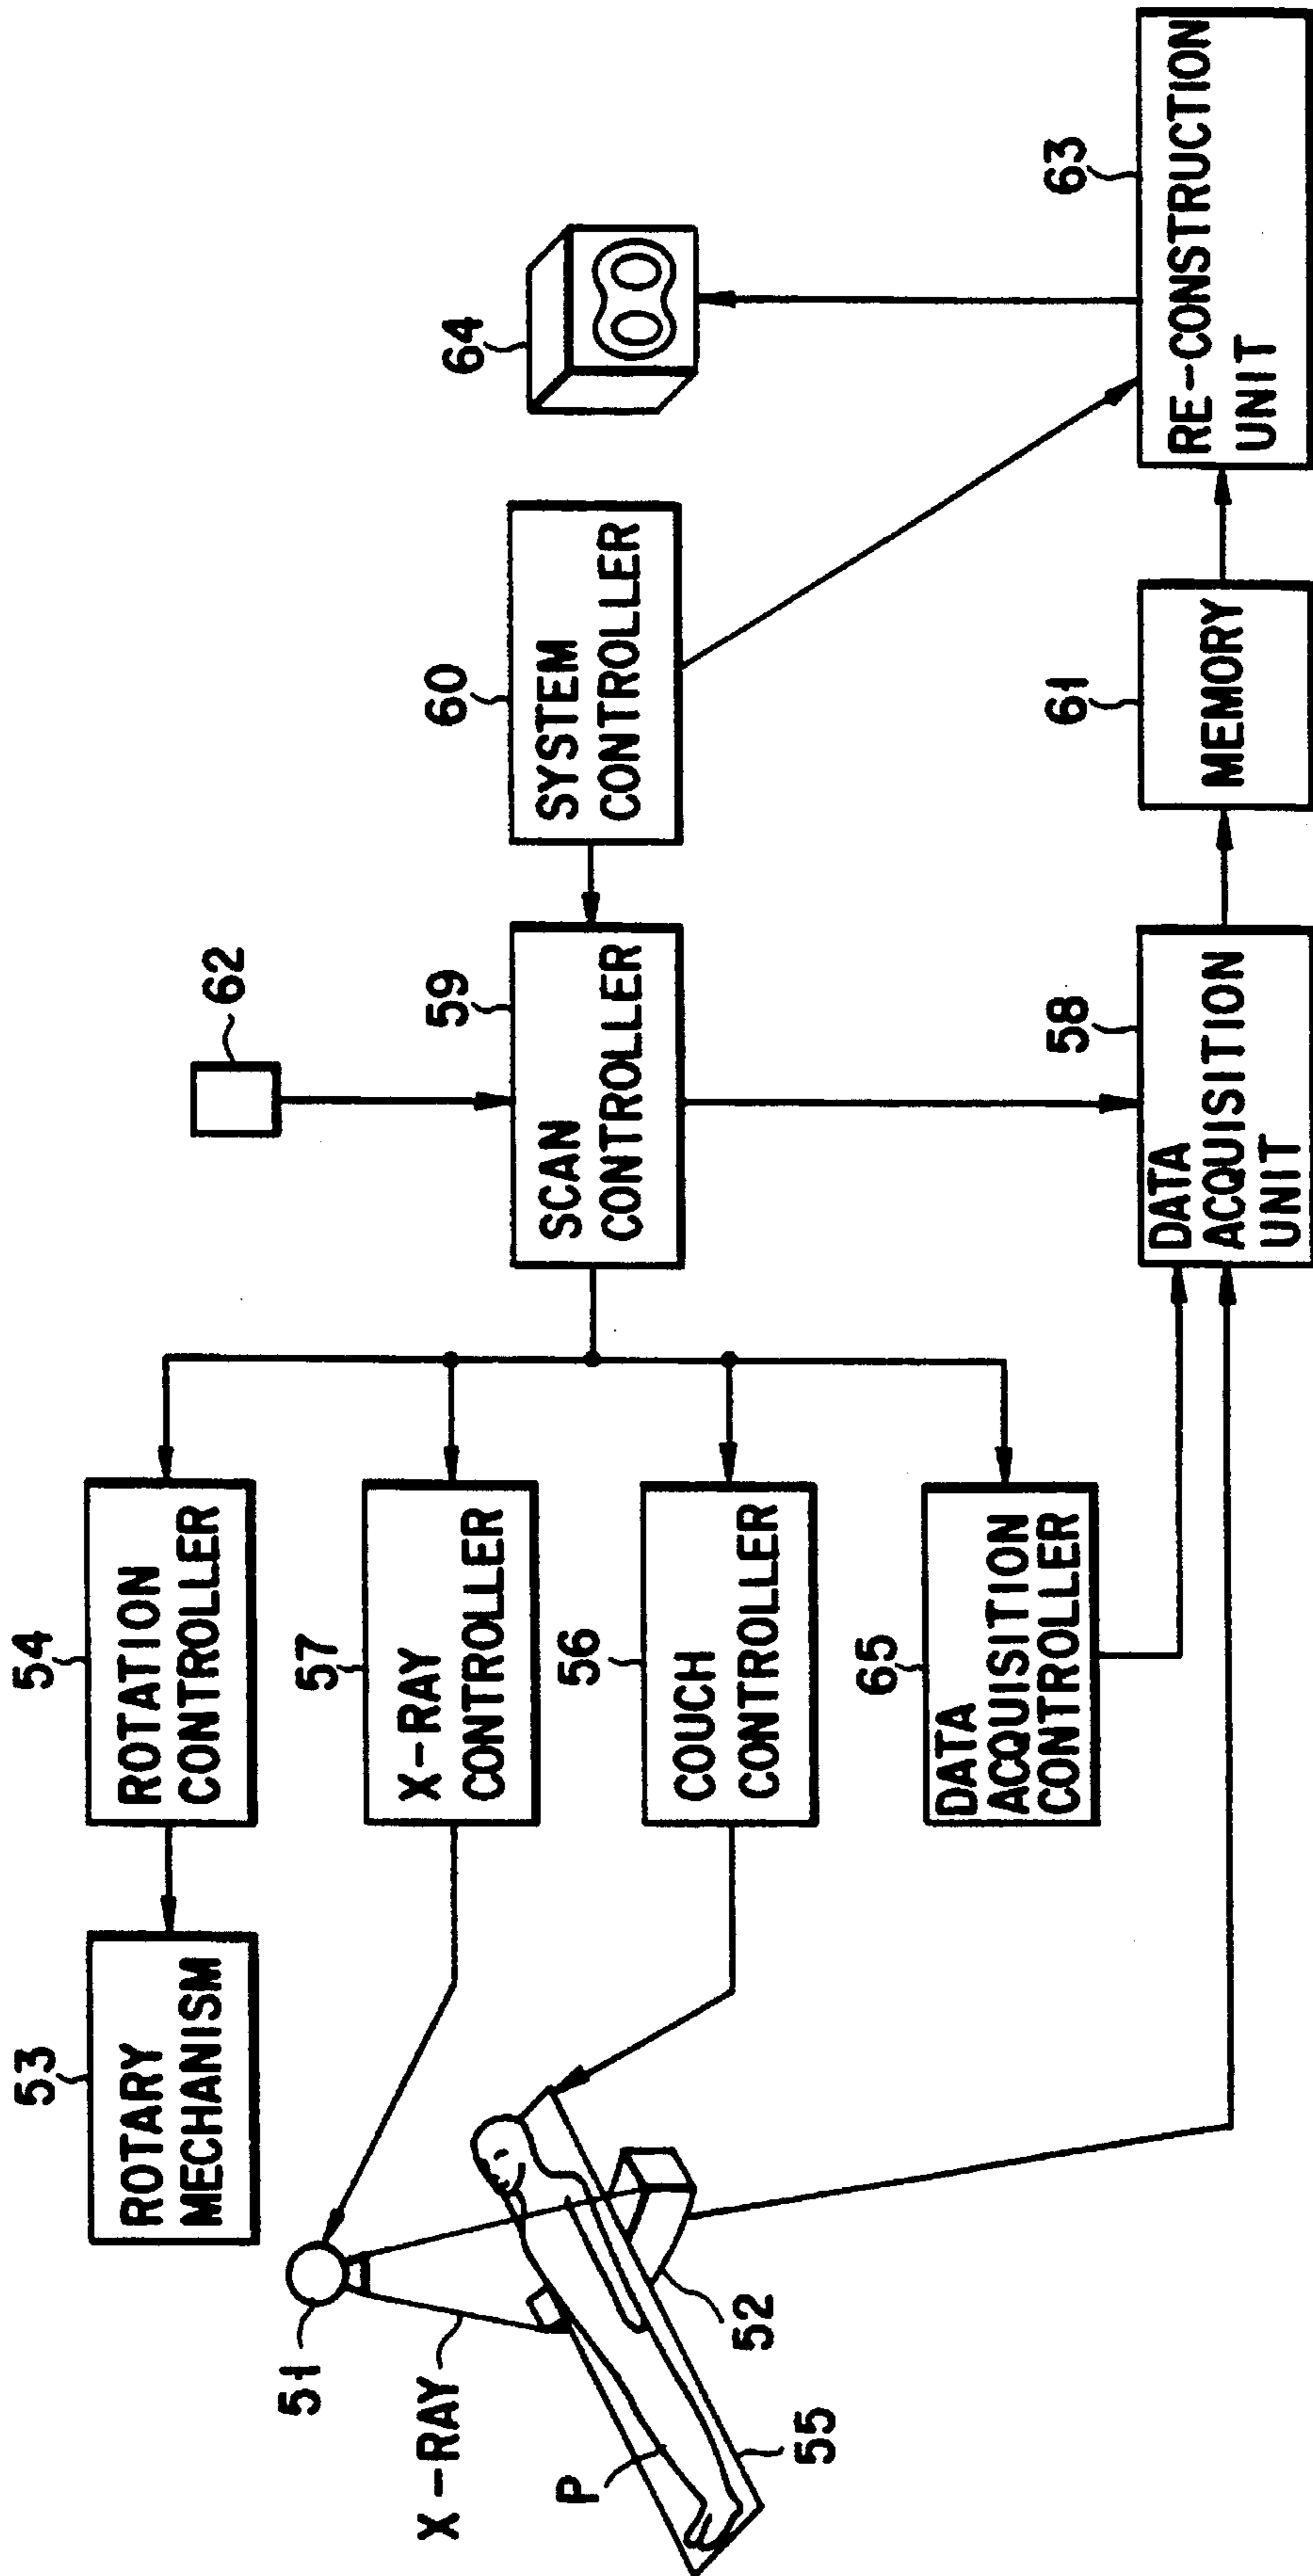 53
ROTARY
MECHANISM
54
ROTATION
CONTROLLER
62
51
X-RAY
57
X-RAY
CONTROLLER
59
SCAN
CONTROLLER
60
SYSTEM
CONTROLLER
64
P
56
COUCH
CONTROLLER
52
55
65
DATA
ACQUISITION
CONTROLLER
58
DATA
ACQUISITION
UNIT
61
MEMORY
63
RE-CONSTRUCTION
UNIT